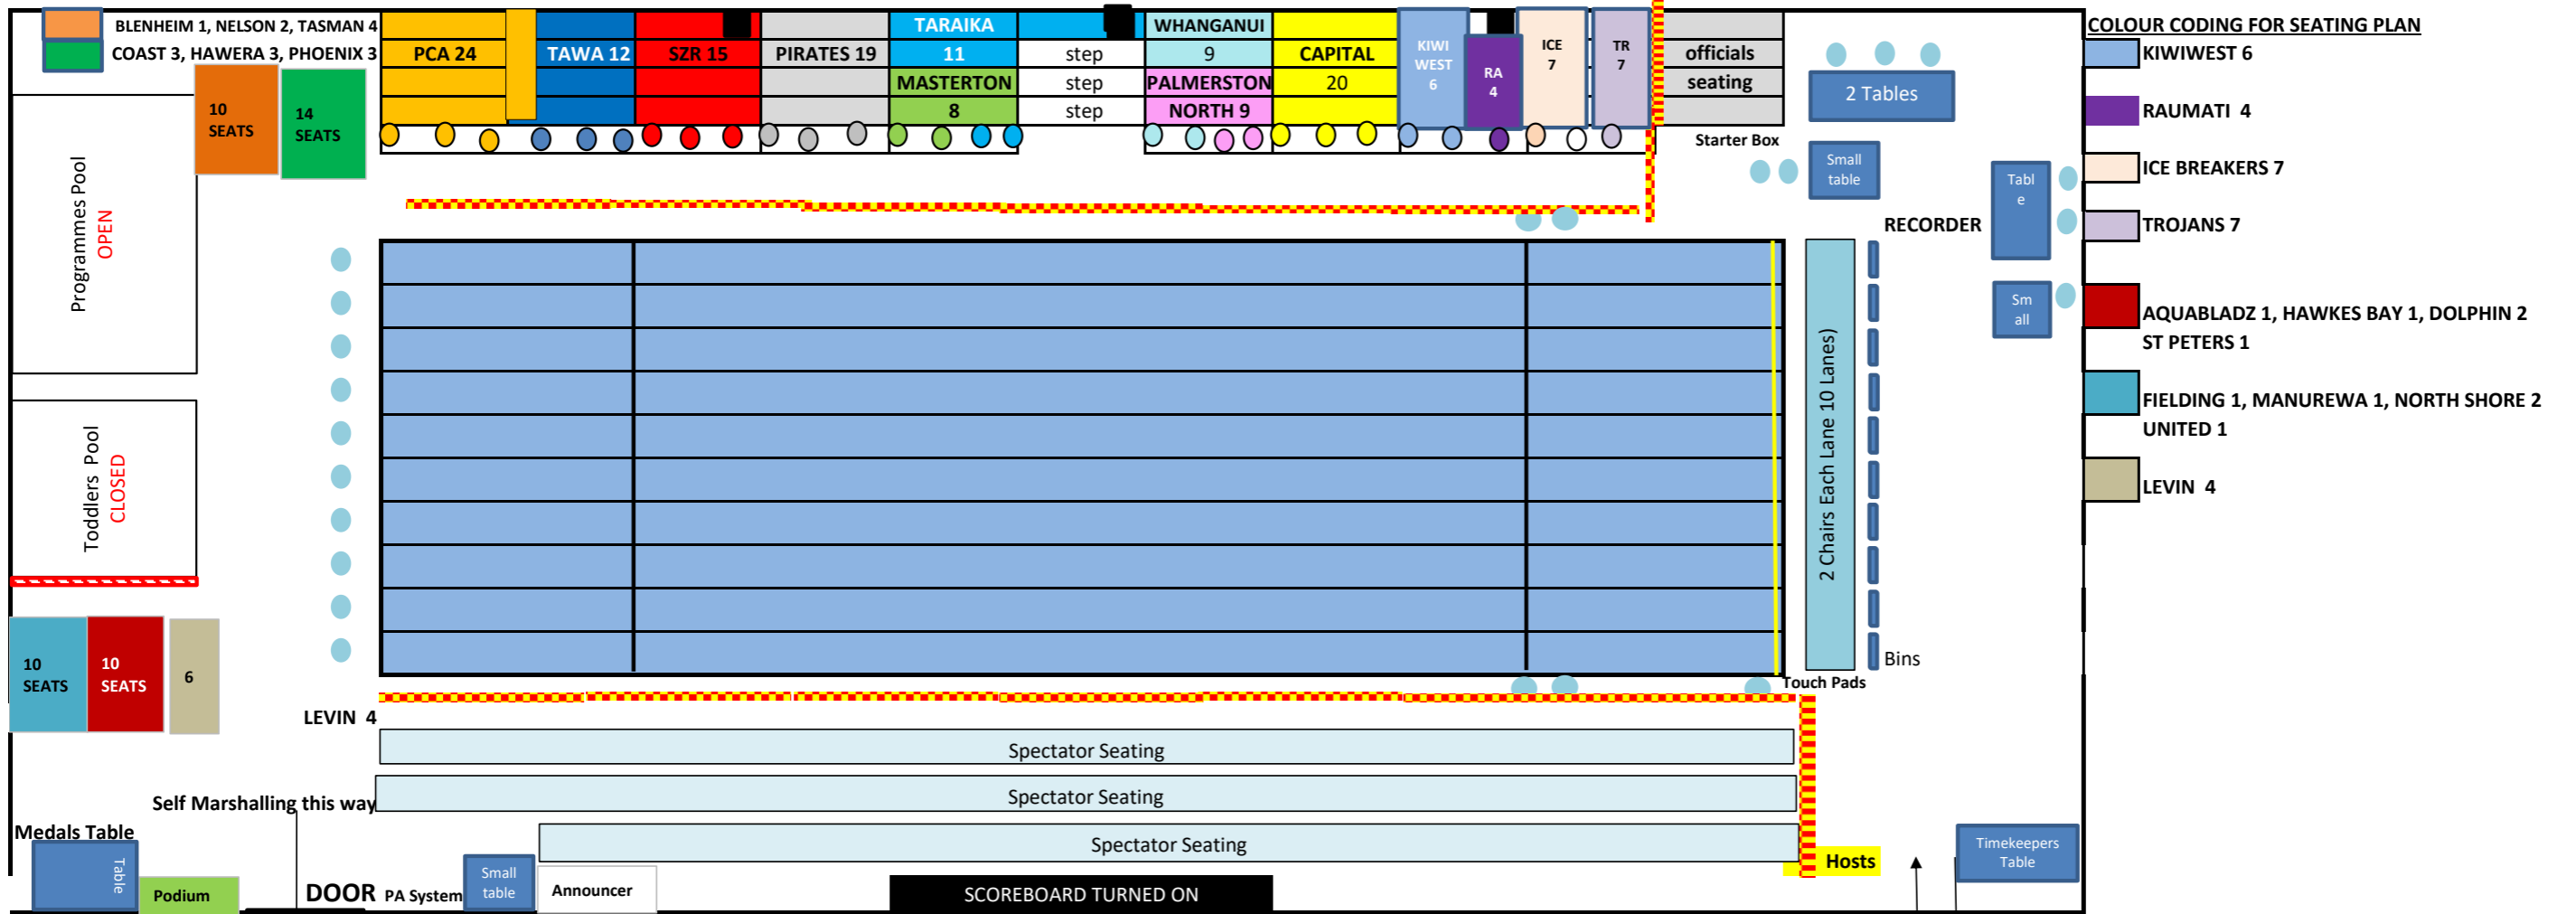 BLENHEIM 1, NELSON 2, TASMAN 4
COAST 3, HAWERA 3, PHOENIX 3
10
SEATS
14
SEATS
PCA 24
TAWA 12
SZR 15
PIRATES 19
TARAIKA
11
MASTERTON
8
step
step
step
WHANGANUI
9
PALMERSTON
NORTH 9
CAPITAL
20
KIWI
WEST
6
RA
4
ICE
7
TR
7
officials
seating
2 Tables
Starter Box
Small
table
Tabl
e
RECORDER
Sm
all
COLOUR CODING FOR SEATING PLAN
KIWIWEST 6
RAUMATI 4
ICE BREAKERS 7
TROJANS 7
AQUABLADZ 1, HAWKES BAY 1, DOLPHIN 2
ST PETERS 1
FIELDING 1, MANUREWA 1, NORTH SHORE 2
UNITED 1
LEVIN 4
Programmes Pool
OPEN
Toddlers Pool
CLOSED
2 Chairs Each Lane 10 Lanes)
Bins
Touch Pads
10
SEATS
10
SEATS
6
LEVIN 4
Spectator Seating
Spectator Seating
Spectator Seating
Self Marshalling this way
Medals Table
Table
Podium
DOOR PA System
Small
table
Announcer
SCOREBOARD TURNED ON
Hosts
Timekeepers
Table